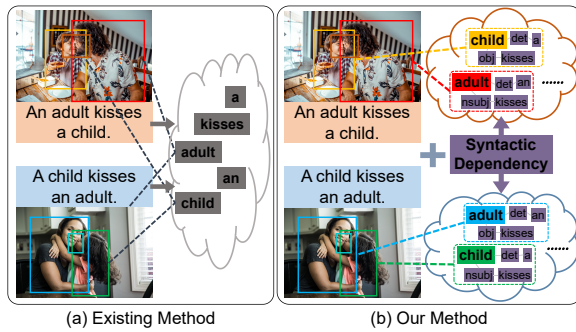 An adult kisses
a child.
A child kisses
an adult.
a
kisses
adult
an
child
(a) Existing Method
An adult kisses
a child.
A child kisses
an adult.
child det a
obj kisses
adult det an
nsubj kisses
......
Syntactic
Dependency
adult det an
obj kisses
child det a
nsubj kisses
......
(b) Our Method